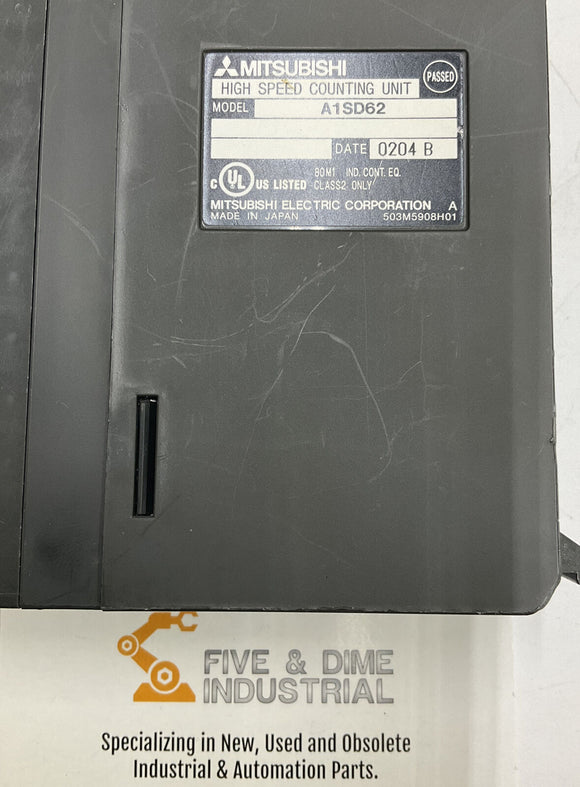 MITSUBISHI
PASSED
HIGH SPEED COUNTING UNIT
MODEL A1SD62
DATE 0204 B
C UL US LISTED 80M1 IND. CONT. EQ.
CLASS2 ONLY
MITSUBISHI ELECTRIC CORPORATION A
MADE IN JAPAN 503M5908H01
FIVE & DIME
INDUSTRIAL
Specializing in New, Used and Obsolete
Industrial & Automation Parts.